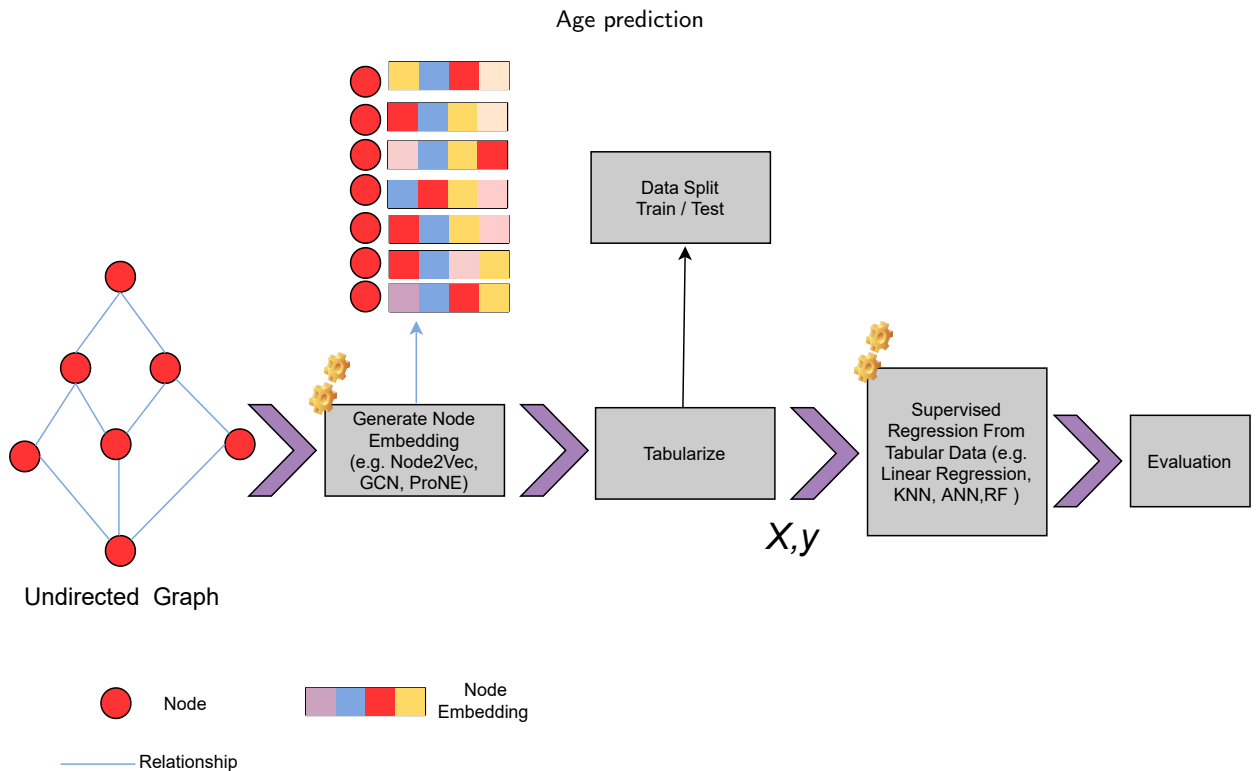 Age prediction
Data Split
Train / Test
Generate Node
Embedding
(e.g. Node2Vec,
GCN, ProNE)
Tabularize
X,y
Supervised
Regression From
Tabular Data (e.g.
Linear Regression,
KNN, ANN,RF )
Evaluation
Undirected Graph
Node
Node
Embedding
Relationship